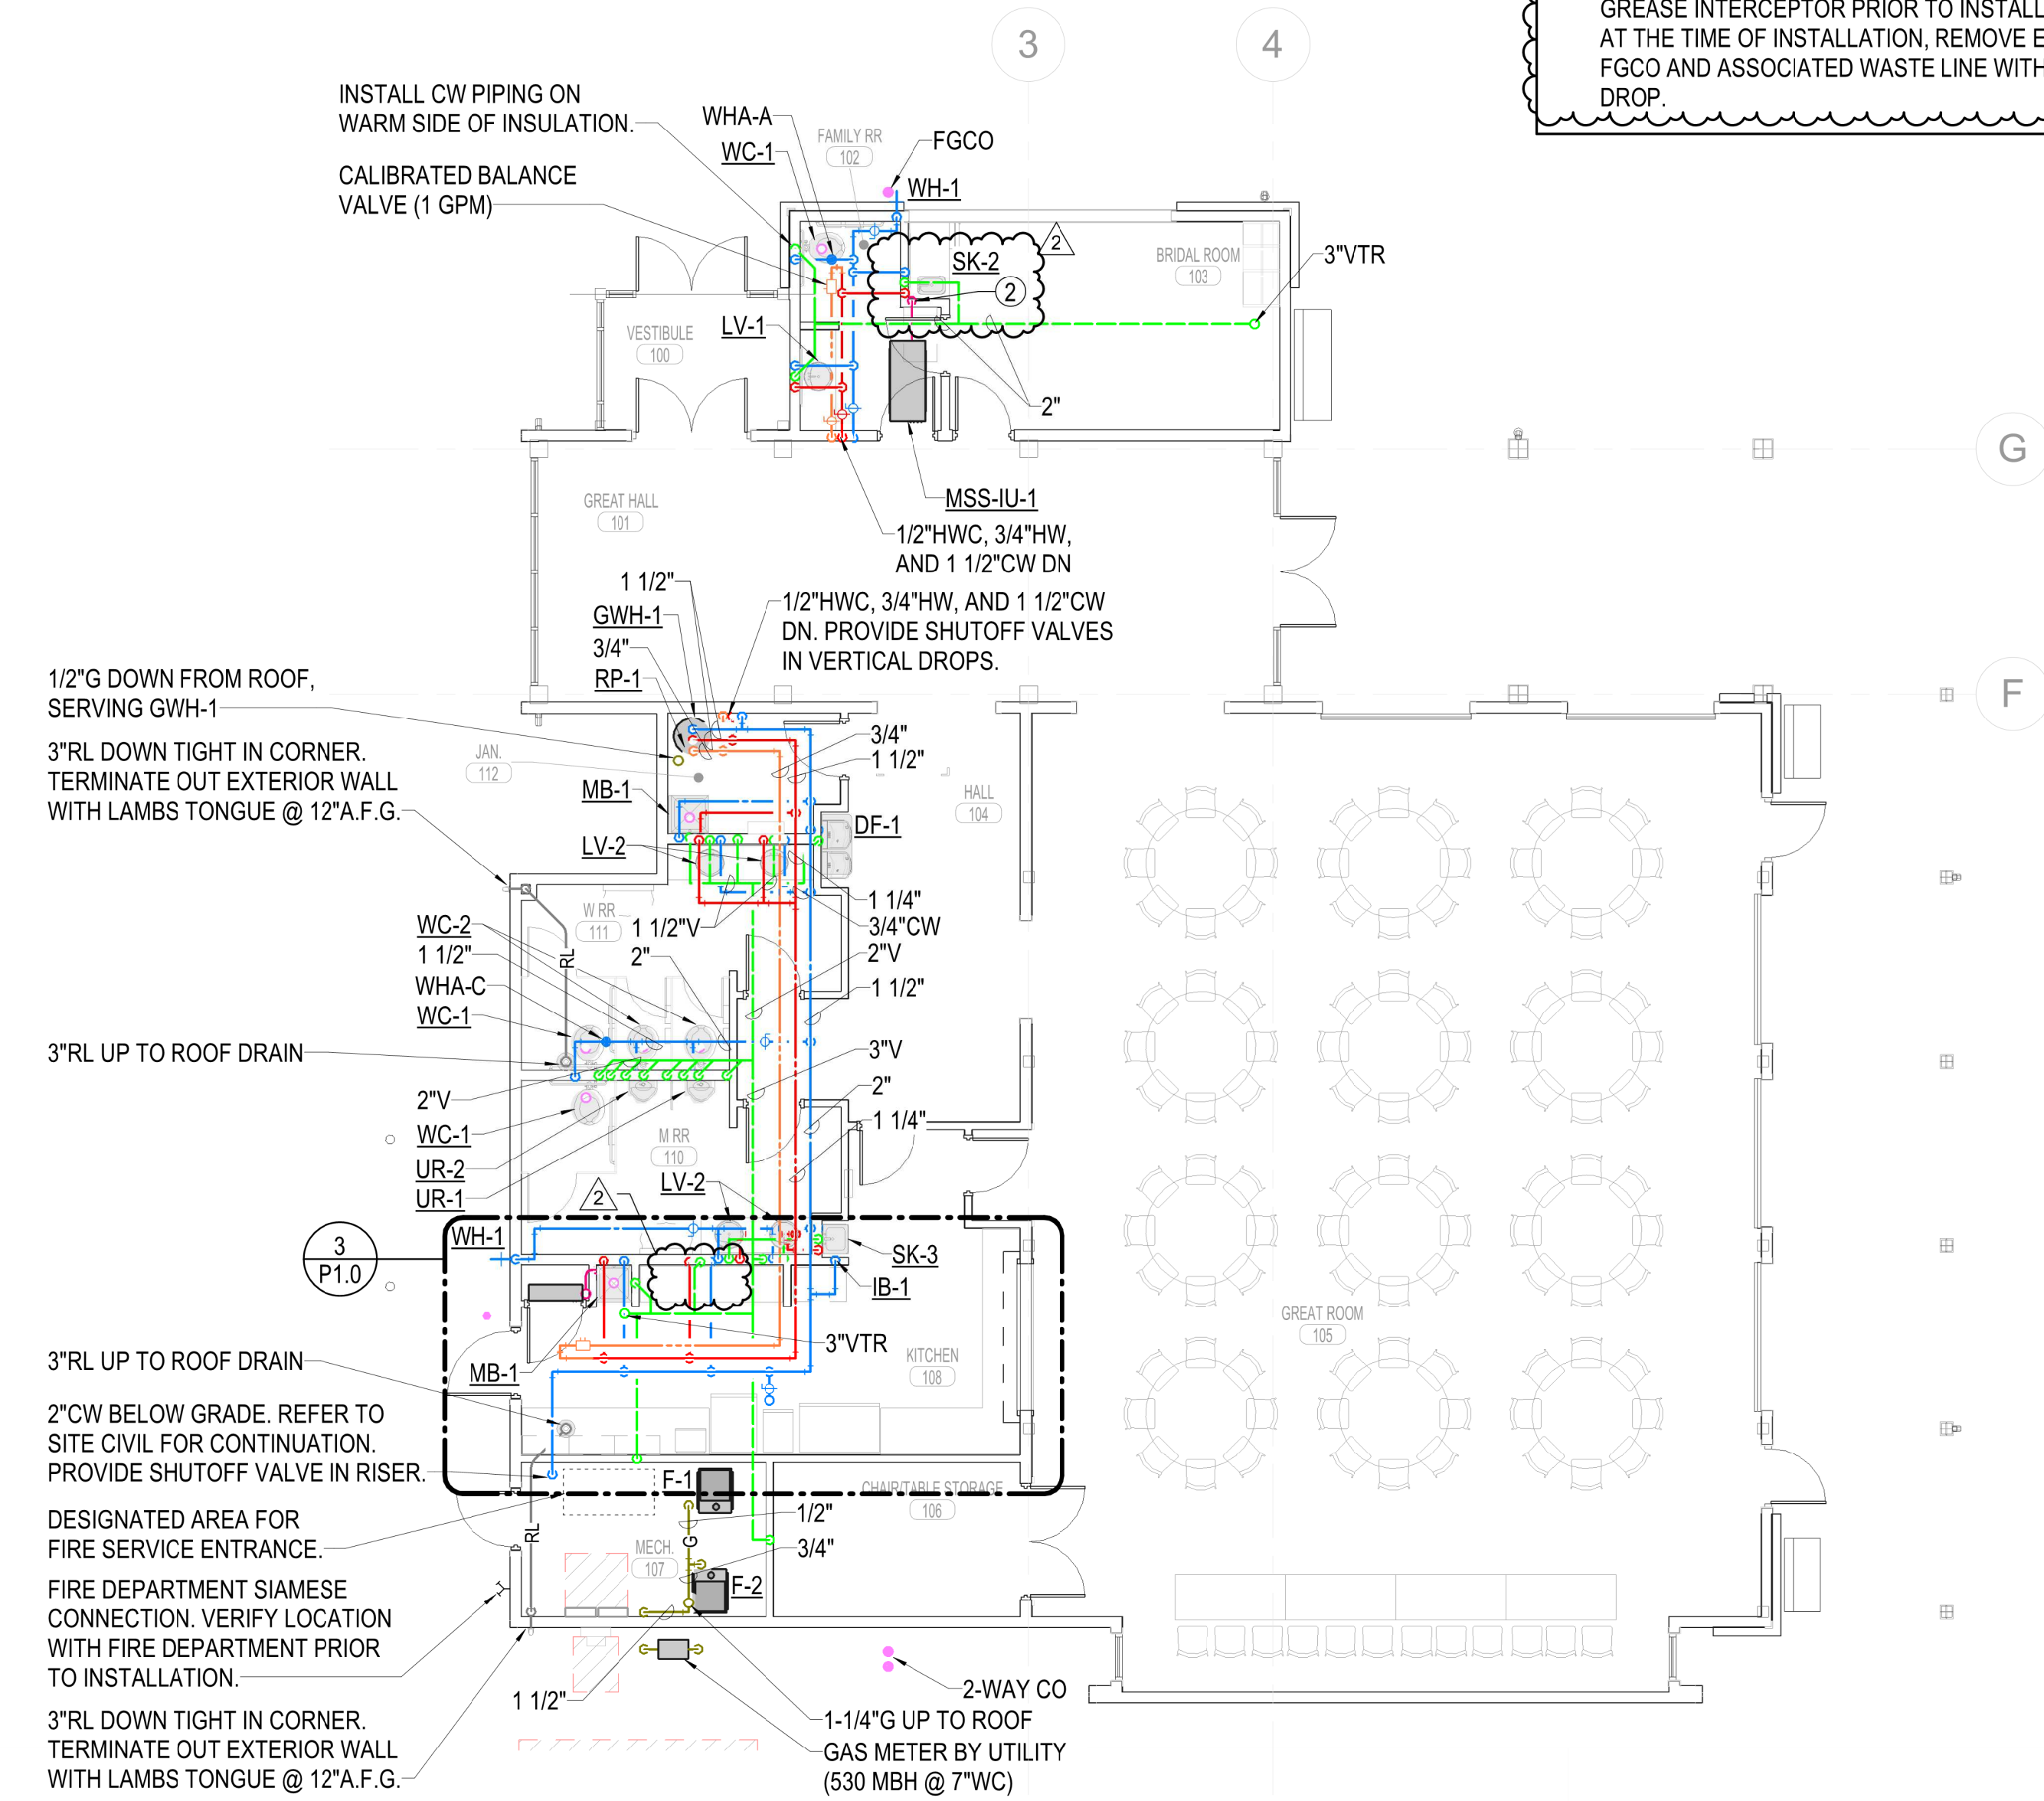 GREASE INTERCEPTOR PRIOR TO INSTALL
AT THE TIME OF INSTALLATION, REMOVE E
FGCO AND ASSOCIATED WASTE LINE WITH
DROP.
3
4
INSTALL CW PIPING ON
WARM SIDE OF INSULATION.
WHA-A
WC-1
FAMILY RR
102
FGCO
WH-1
CALIBRATED BALANCE
VALVE (1 GPM)
2
SK-2
2
BRIDAL ROOM
103
3"VTR
VESTIBULE
100
LV-1
2"
G
MSS-IU-1
GREAT HALL
101
1/2"HWC, 3/4"HW,
AND 1 1/2"CW DN
1 1/2"
GWH-1
3/4"
RP-1
1/2"HWC, 3/4"HW, AND 1 1/2"CW
DN. PROVIDE SHUTOFF VALVES
IN VERTICAL DROPS.
F
1/2"G DOWN FROM ROOF,
SERVING GWH-1
3"RL DOWN TIGHT IN CORNER.
TERMINATE OUT EXTERIOR WALL
WITH LAMBS TONGUE @ 12"A.F.G.
JAN.
112
MB-1
3/4"
1 1/2"
HALL
104
DF-1
LV-2
1 1/4"
3/4"CW
2"V
1 1/2"
W RR
111
1 1/2"V
2"
WC-2
1 1/2"
WHA-C
WC-1
RL
3"RL UP TO ROOF DRAIN
3"V
2"
1 1/4"
2"V
WC-1
UR-2
UR-1
M RR
110
LV-2
2
3
P1.0
WH-1
SK-3
IB-1
3"VTR
KITCHEN
108
GREAT ROOM
105
3"RL UP TO ROOF DRAIN
MB-1
2"CW BELOW GRADE. REFER TO
SITE CIVIL FOR CONTINUATION.
PROVIDE SHUTOFF VALVE IN RISER.
F-1
CHAIR/TABLE STORAGE
106
DESIGNATED AREA FOR
FIRE SERVICE ENTRANCE.
RL
G
1/2"
3/4"
MECH.
107
F-2
FIRE DEPARTMENT SIAMESE
CONNECTION. VERIFY LOCATION
WITH FIRE DEPARTMENT PRIOR
TO INSTALLATION.
1 1/2"
2-WAY CO
1-1/4"G UP TO ROOF
GAS METER BY UTILITY
(530 MBH @ 7"WC)
3"RL DOWN TIGHT IN CORNER.
TERMINATE OUT EXTERIOR WALL
WITH LAMBS TONGUE @ 12"A.F.G.